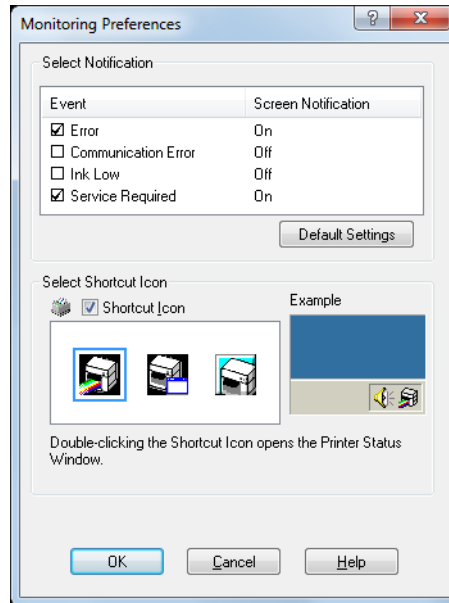 Monitoring Preferences
?
Select Notification
Event Screen Notification
Error On
Communication Error Off
Ink Low Off
Service Required On
Default Settings
Select Shortcut Icon
Shortcut Icon
Example
Double-clicking the Shortcut Icon opens the Printer Status
Window.
OK Cancel Help